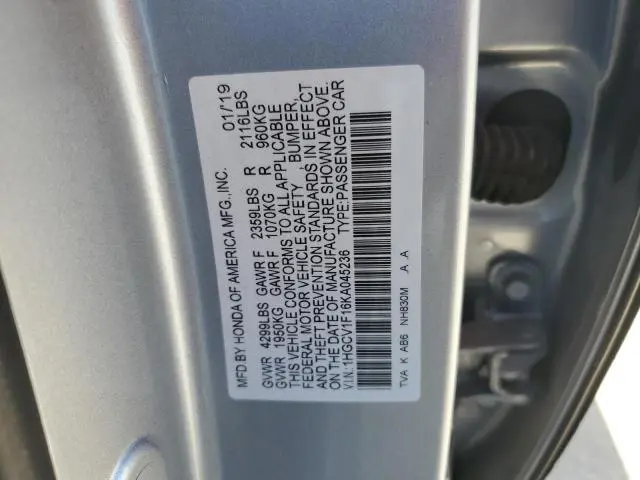 MFD.BY HONDA OF AMERICA MFG.,INC. 01/19
GVWR 4299LBS GAWR F 2359LBS R 2116LBS
GVWR 1950KG GAWR F 1070KG R 960KG
THIS VEHICLE CONFORMS TO ALL APPLICABLE
FEDERAL MOTOR VEHICLE SAFETY , BUMPER,
AND THEFT PREVENTION STANDARDS IN EFFECT
ON THE DATE OF MANUFACTURE SHOWN ABOVE.
V.I.N.:1HGCV1F16KA045236 TYPE:PASSENGER CAR
TVA K AB6 NH830M .A .A